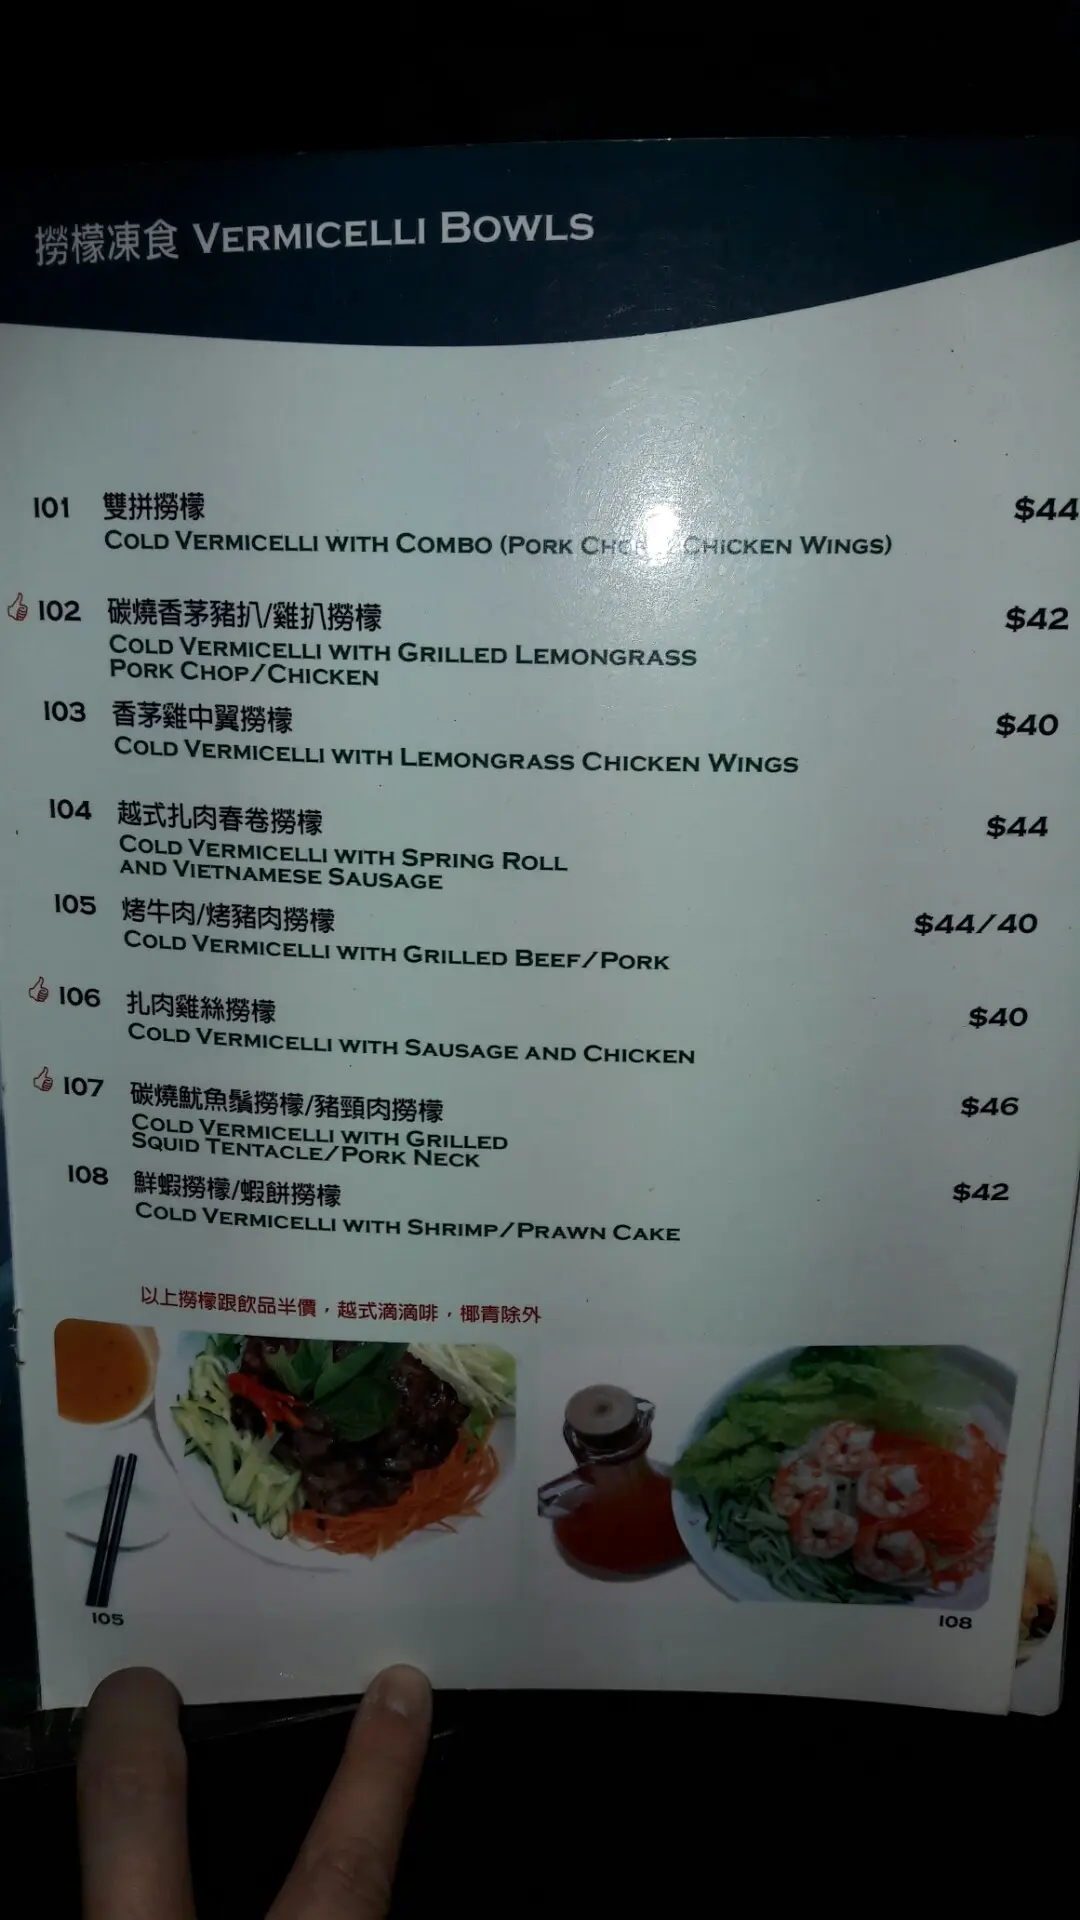 撈檬凍食 VERMICELLI BOWLS
101 雙拼撈檬 $44
COLD VERMICELLI WITH COMBO (PORK CHICKEN WINGS)
102 碳燒香茅豬扒/雞扒撈檬 $42
COLD VERMICELLI WITH GRILLED LEMONGRASS
PORK CHOP/CHICKEN
103 香茅雞中翼撈檬 $40
COLD VERMICELLI WITH LEMONGRASS CHICKEN WINGS
104 越式扎肉春卷撈檬 $44
COLD VERMICELLI WITH SPRING ROLL
AND VIETNAMESE SAUSAGE
105 烤牛肉/烤豬肉撈檬 $44/40
COLD VERMICELLI WITH GRILLED BEEF/PORK
106 扎肉雞絲撈檬 $40
COLD VERMICELLI WITH SAUSAGE AND CHICKEN
107 碳燒魷魚鬚撈檬/豬頸肉撈檬 $46
COLD VERMICELLI WITH GRILLED
SQUID TENTACLE/PORK NECK
108 鮮蝦撈檬/蝦餅撈檬 $42
COLD VERMICELLI WITH SHRIMP/PRAWN CAKE
以上撈檬跟飲品半價，越式滴滴啡，椰青除外
105
108